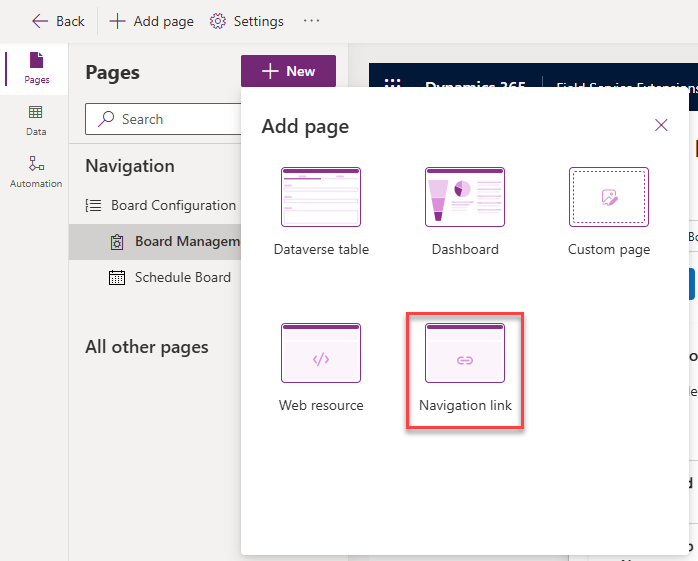 Back
Add page
Settings
Pages
Data
Automation
Pages
New
Search
Navigation
Board Configuration
Board Managem
Schedule Board
All other pages
Dynamics 365
Field Service Extensions
Add page
Dataverse table
Dashboard
Custom page
Web resource
Navigation link